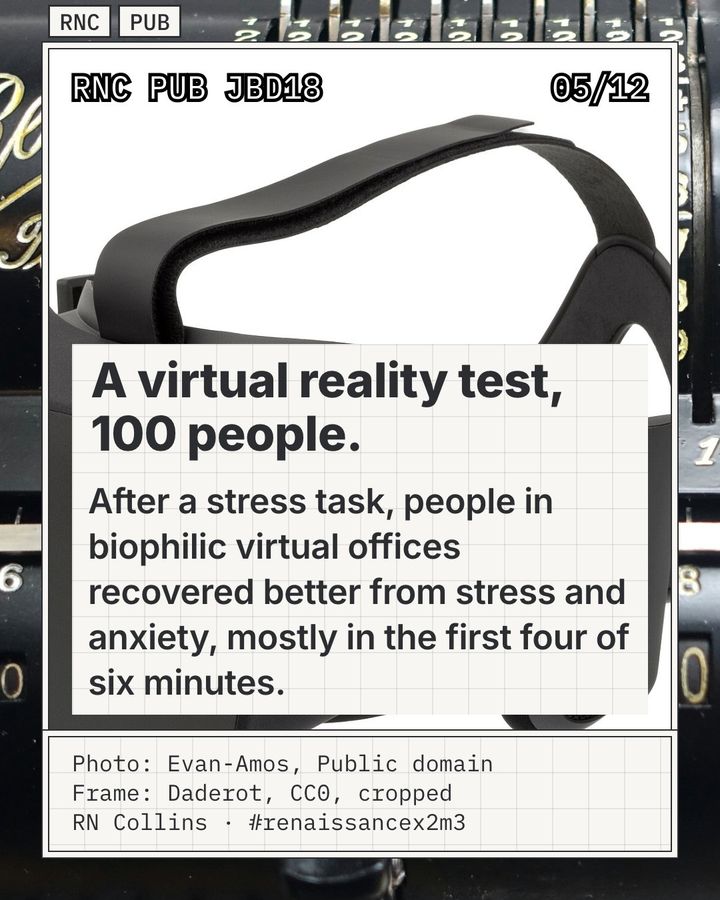 RNC PUB
RNC PUB JBD18 05/12
A virtual reality test,
100 people.
After a stress task, people in
biophilic virtual offices
recovered better from stress and
anxiety, mostly in the first four of
six minutes.
Photo: Evan-Amos, Public domain
Frame: Daderot, CC0, cropped
RN Collins · #renaissancex2m3